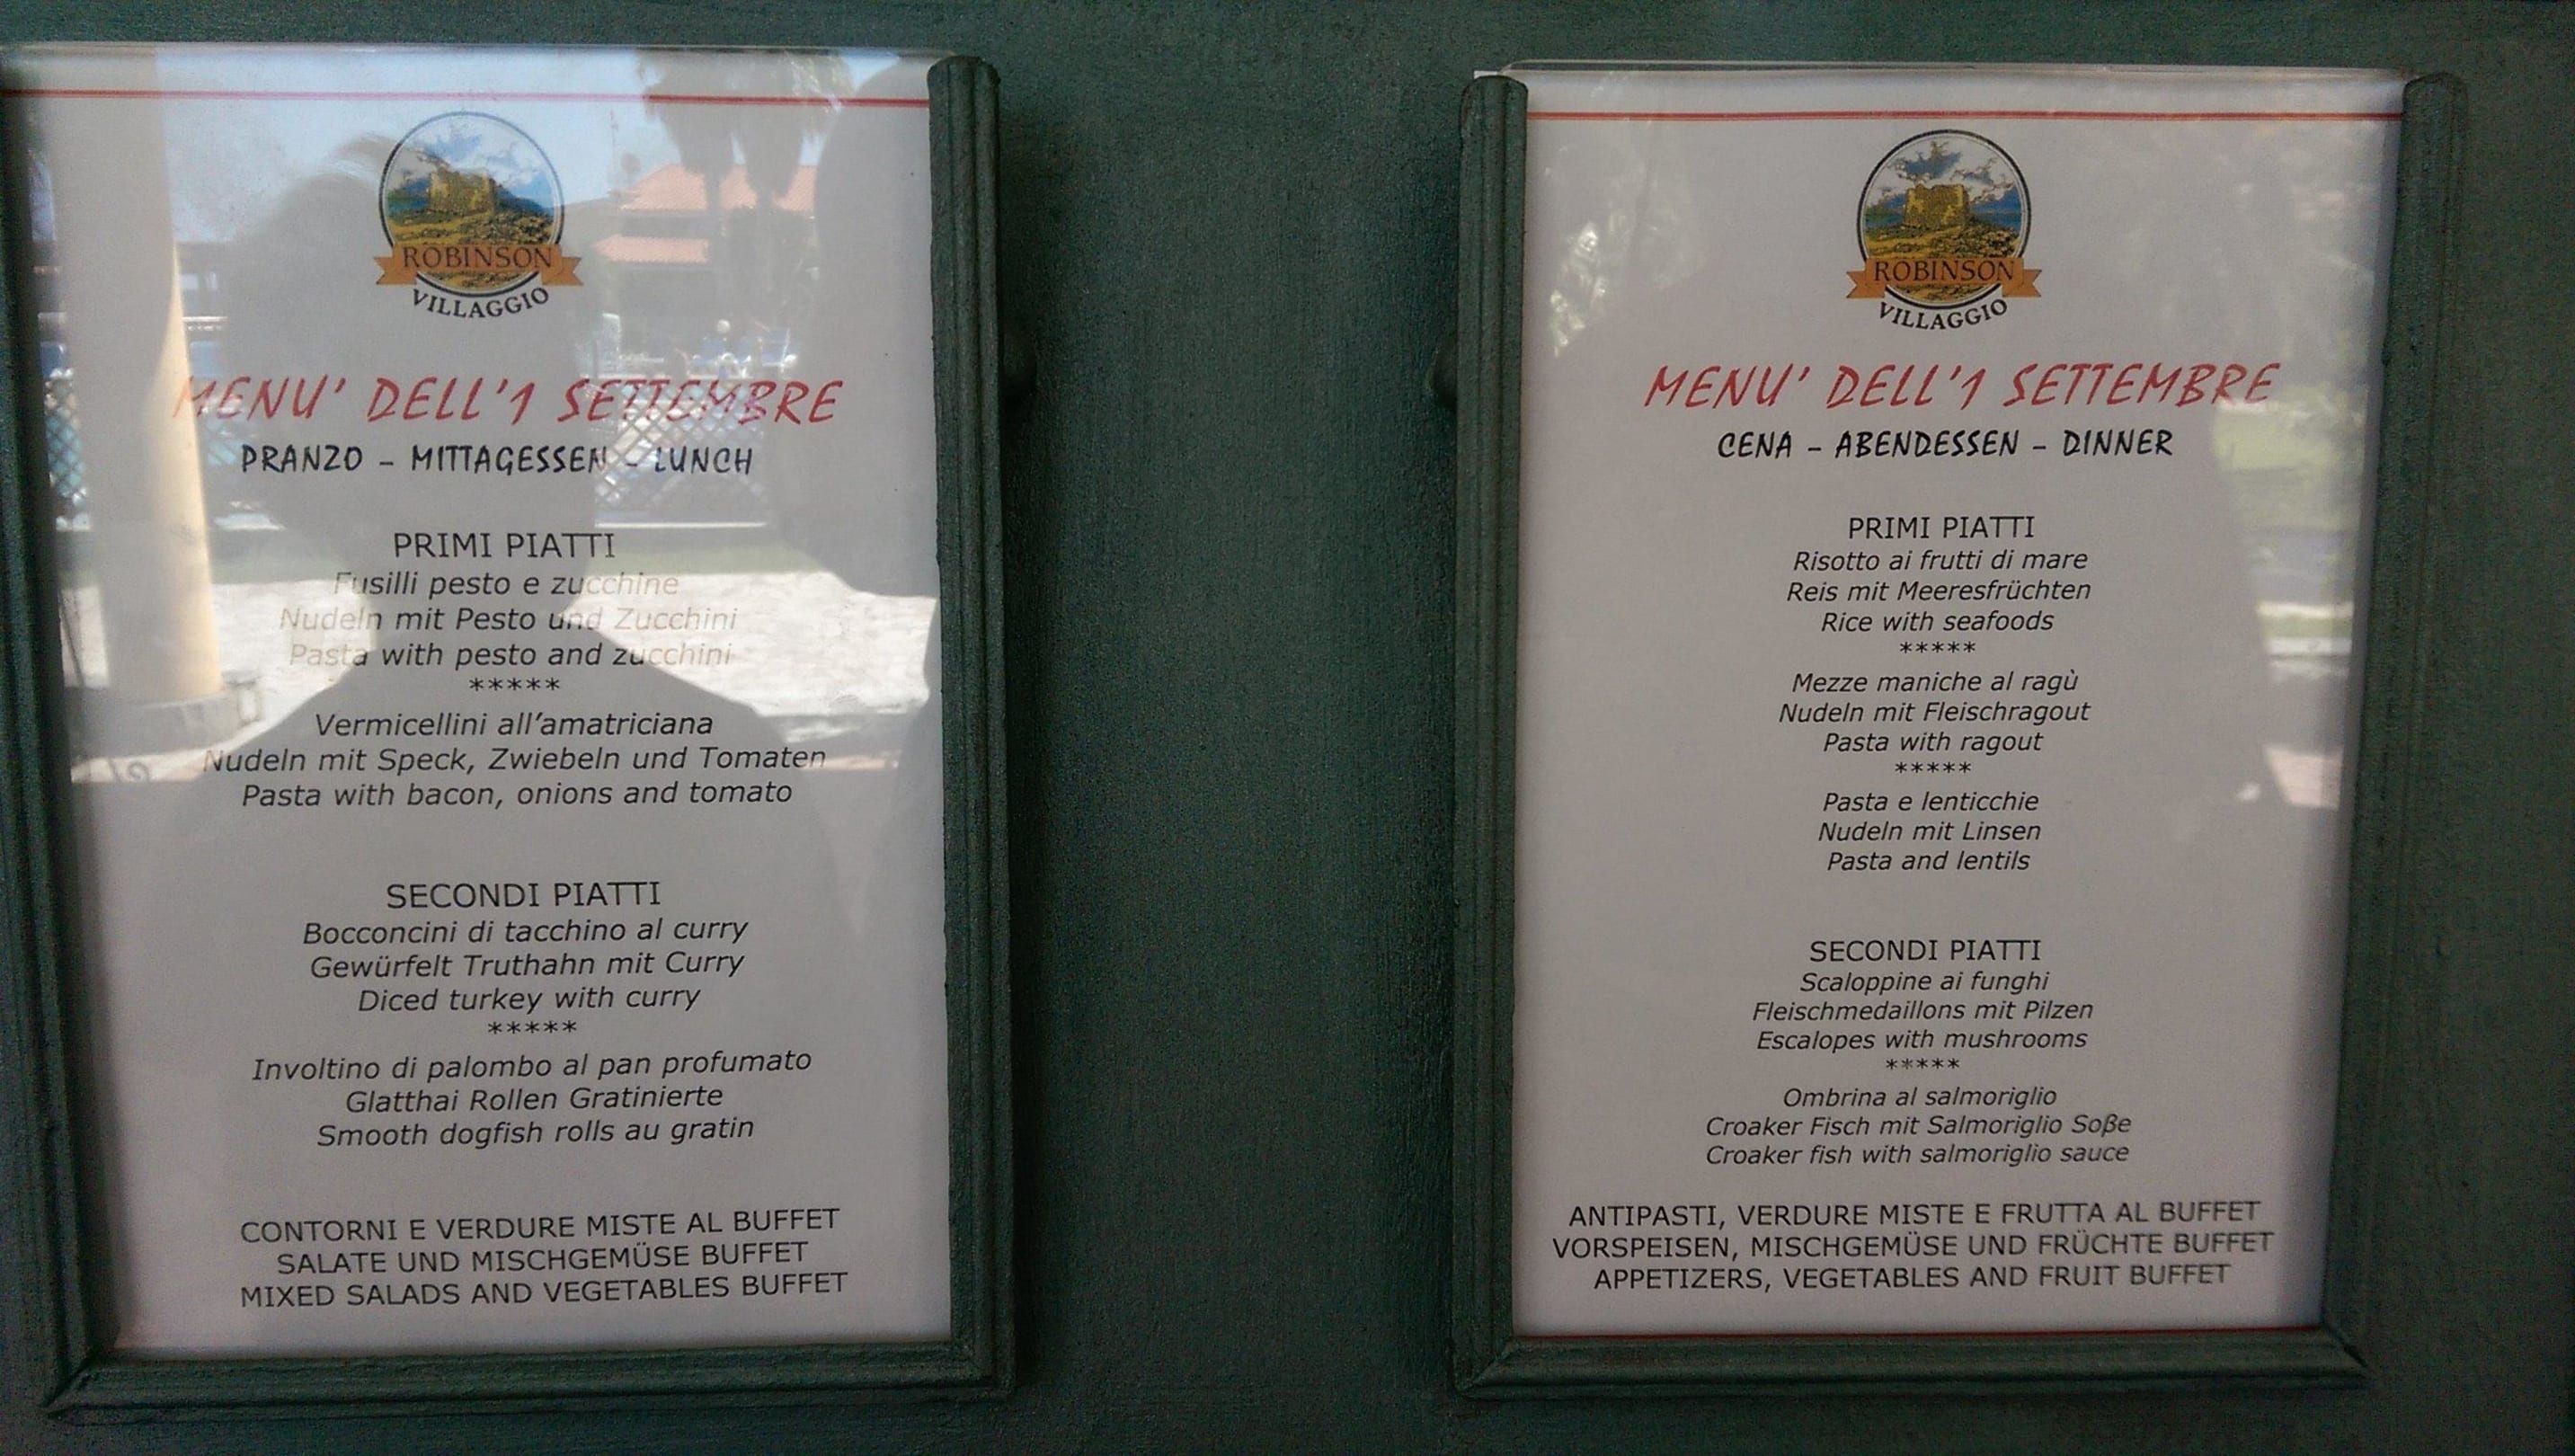 ROBINSON
VILLAGGIO
MENU' DELL'1 SETTEMBRE
PRANZO – MITTAGESSEN – LUNCH
PRIMI PIATTI
Fusilli pesto e zucchine
Nudeln mit Pesto und Zucchini
Pasta with pesto and zucchini
*****
Vermicellini all’amatriciana
Nudeln mit Speck, Zwiebeln und Tomaten
Pasta with bacon, onions and tomato
SECONDI PIATTI
Bocconcini di tacchino al curry
Gewürfelt Truthahn mit Curry
Diced turkey with curry
*****
Involtino di palombo al pan profumato
Glatthai Rollen Gratinierte
Smooth dogfish rolls au gratin
CONTORNI E VERDURE MISTE AL BUFFET
SALATE UND MISCHGEMÜSE BUFFET
MIXED SALADS AND VEGETABLES BUFFET
ROBINSON
VILLAGGIO
MENU' DELL'1 SETTEMBRE
CENA – ABENDESSEN – DINNER
PRIMI PIATTI
Risotto ai frutti di mare
Reis mit Meeresfrüchten
Rice with seafoods
*****
Mezze maniche al ragù
Nudeln mit Fleischragout
Pasta with ragout
*****
Pasta e lenticchie
Nudeln mit Linsen
Pasta and lentils
SECONDI PIATTI
Scaloppine ai funghi
Fleischmedaillons mit Pilzen
Escalopes with mushrooms
*****
Ombrina al salmoriglio
Croaker Fisch mit Salmoriglio Soβe
Croaker fish with salmoriglio sauce
ANTIPASTI, VERDURE MISTE E FRUTTA AL BUFFET
VORSPEISEN, MISCHGEMÜSE UND FRÜCHTE BUFFET
APPETIZERS, VEGETABLES AND FRUIT BUFFET